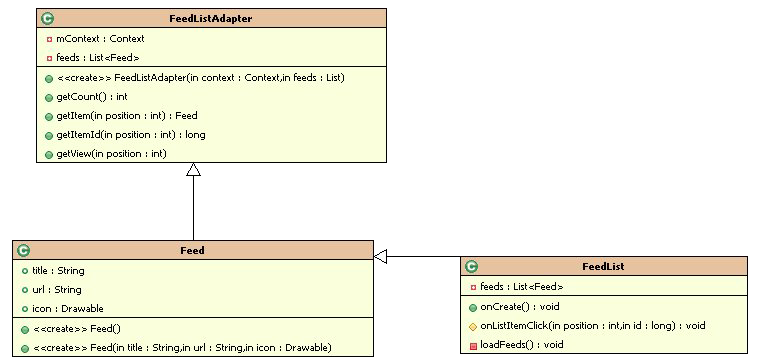 FeedListAdapter
mContext : Context
feeds : List<Feed>
<<create>> FeedListAdapter(in context : Context,in feeds : List)
getCount() : int
getItem(in position : int) : Feed
getItemId(in position : int) : long
getView(in position : int)
Feed
title : String
url : String
icon : Drawable
<<create>> Feed()
<<create>> Feed(in title : String,in url : String,in icon : Drawable)
FeedList
feeds : List<Feed>
onCreate() : void
onListItemClick(in position : int,in id : long) : void
loadFeeds() : void